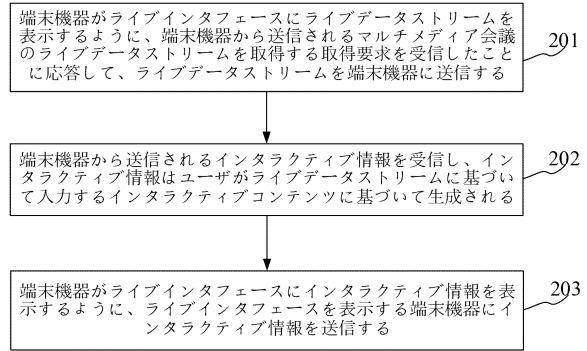 端末機器がライブインタフェースにライブデータストリームを
表示するように、端末機器から送信されるマルチメディア会議
のライブデータストリームを取得する取得要求を受信したこと
に応答して、ライブデータストリームを端末機器に送信する
201
端末機器から送信されるインタラクティブ情報を受信し、イン
タラクティブ情報はユーザがライブデータストリームに基づい
て入力するインタラクティブコンテンツに基づいて生成される
202
端末機器がライブインタフェースにインタラクティブ情報を表
示するように、ライブインタフェースを表示する端末機器にイ
ンタラクティブ情報を送信する
203